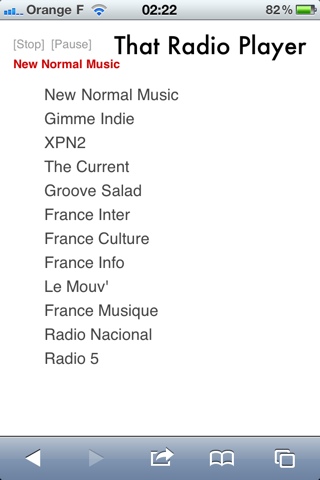 Orange F 02:22 82%
[Stop] [Pause] That Radio Player
New Normal Music
New Normal Music
Gimme Indie
XPN2
The Current
Groove Salad
France Inter
France Culture
France Info
Le Mouv'
France Musique
Radio Nacional
Radio 5